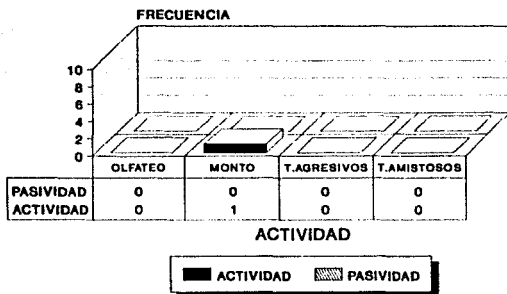 FRECUENCIA
10
8
6
4
2
0
OLFATEO MONTO T.AGRESIVOS T.AMISTOSOS
PASIVIDAD 0 0 0 0
ACTIVIDAD 0 1 0 0
ACTIVIDAD
ACTIVIDAD PASIVIDAD